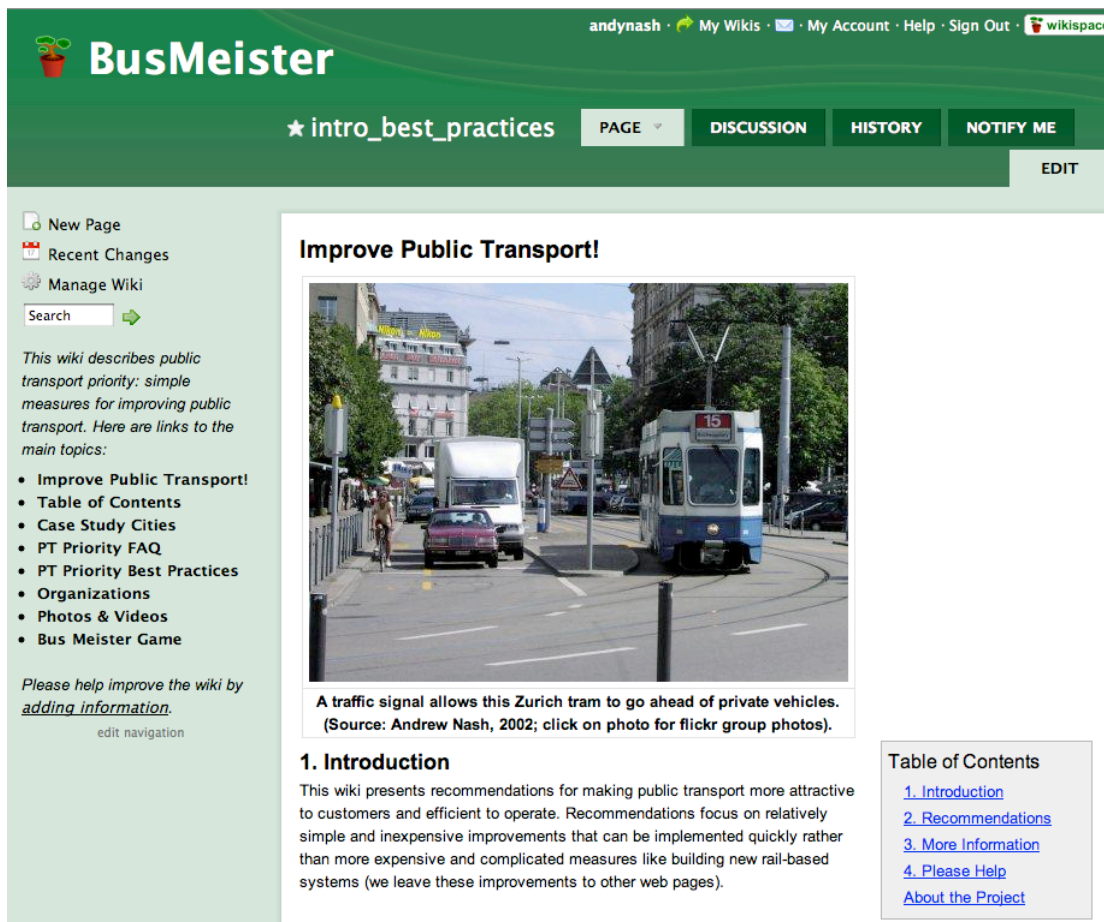 andynash · My Wikis · · My Account · Help · Sign Out · wikispac
BusMeister
intro_best_practices
PAGE
DISCUSSION
HISTORY
NOTIFY ME
EDIT
New Page
Recent Changes
Manage Wiki
Search
This wiki describes public
transport priority: simple
measures for improving public
transport. Here are links to the
main topics:
• Improve Public Transport!
• Table of Contents
• Case Study Cities
• PT Priority FAQ
• PT Priority Best Practices
• Organizations
• Photos & Videos
• Bus Meister Game
Please help improve the wiki by
adding information.
edit navigation
Improve Public Transport!
Nikon Nikon
15
A traffic signal allows this Zurich tram to go ahead of private vehicles.
(Source: Andrew Nash, 2002; click on photo for flickr group photos).
1. Introduction
This wiki presents recommendations for making public transport more attractive
to customers and efficient to operate. Recommendations focus on relatively
simple and inexpensive improvements that can be implemented quickly rather
than more expensive and complicated measures like building new rail-based
systems (we leave these improvements to other web pages).
Table of Contents
1. Introduction
2. Recommendations
3. More Information
4. Please Help
About the Project